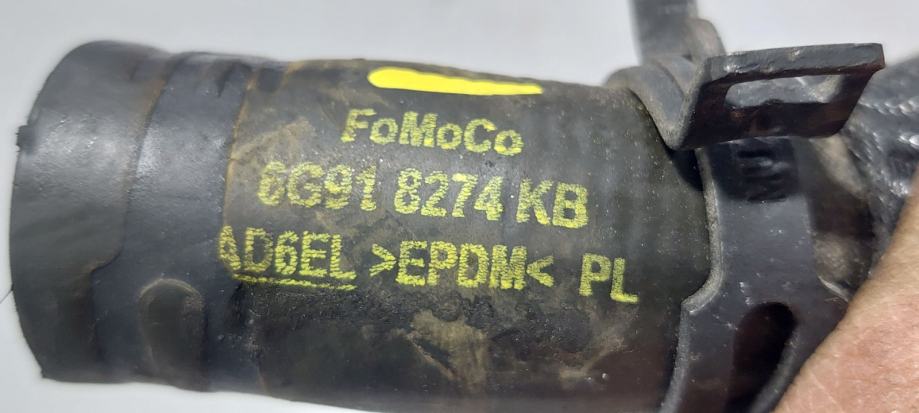 FoMoCo
6G91 8274 KB
AD6EL >EPDM< PL